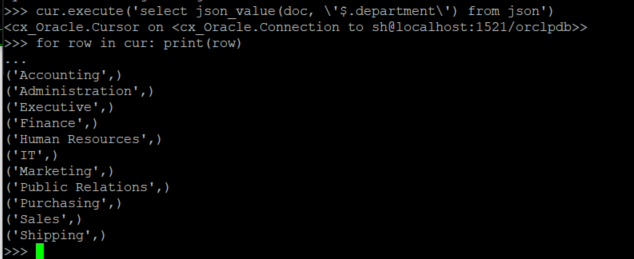 >>> cur.execute('select json_value(doc, \'$.department\') from json')
<cx_Oracle.Cursor on <cx_Oracle.Connection to sh@localhost:1521/orclpdb>>
>>> for row in cur: print(row)
...
('Accounting',)
('Administration',)
('Executive',)
('Finance',)
('Human Resources',)
('IT',)
('Marketing',)
('Public Relations',)
('Purchasing',)
('Sales',)
('Shipping',)
>>>